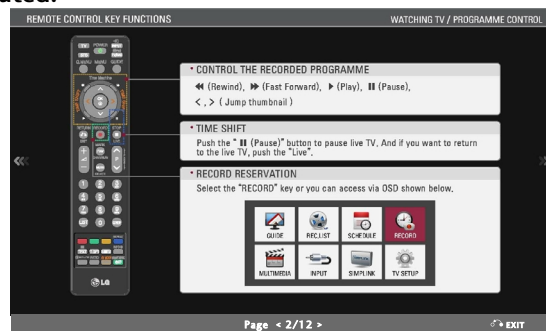 ated.
REMOTE CONTROL KEY FUNCTIONS
WATCHING TV / PROGRAMME CONTROL
• CONTROL THE RECORDED PROGRAMME
◀◀ (Rewind), ▶▶ (Fast Forward), ▶ (Play), ❚❚ (Pause),
< , > ( Jump thumbnail )
• TIME SHIFT
Push the " ❚❚ (Pause)" button to pause live TV. And if you want to return
to the live TV, push the "Live".
• RECORD RESERVATION
Select the "RECORD" key or you can access via OSD shown below.
GUIDE REC.LIST SCHEDULE RECORD
MULTIMEDIA INPUT SIMPLINK TV SETUP
LG
Page < 2/12 >
EXIT